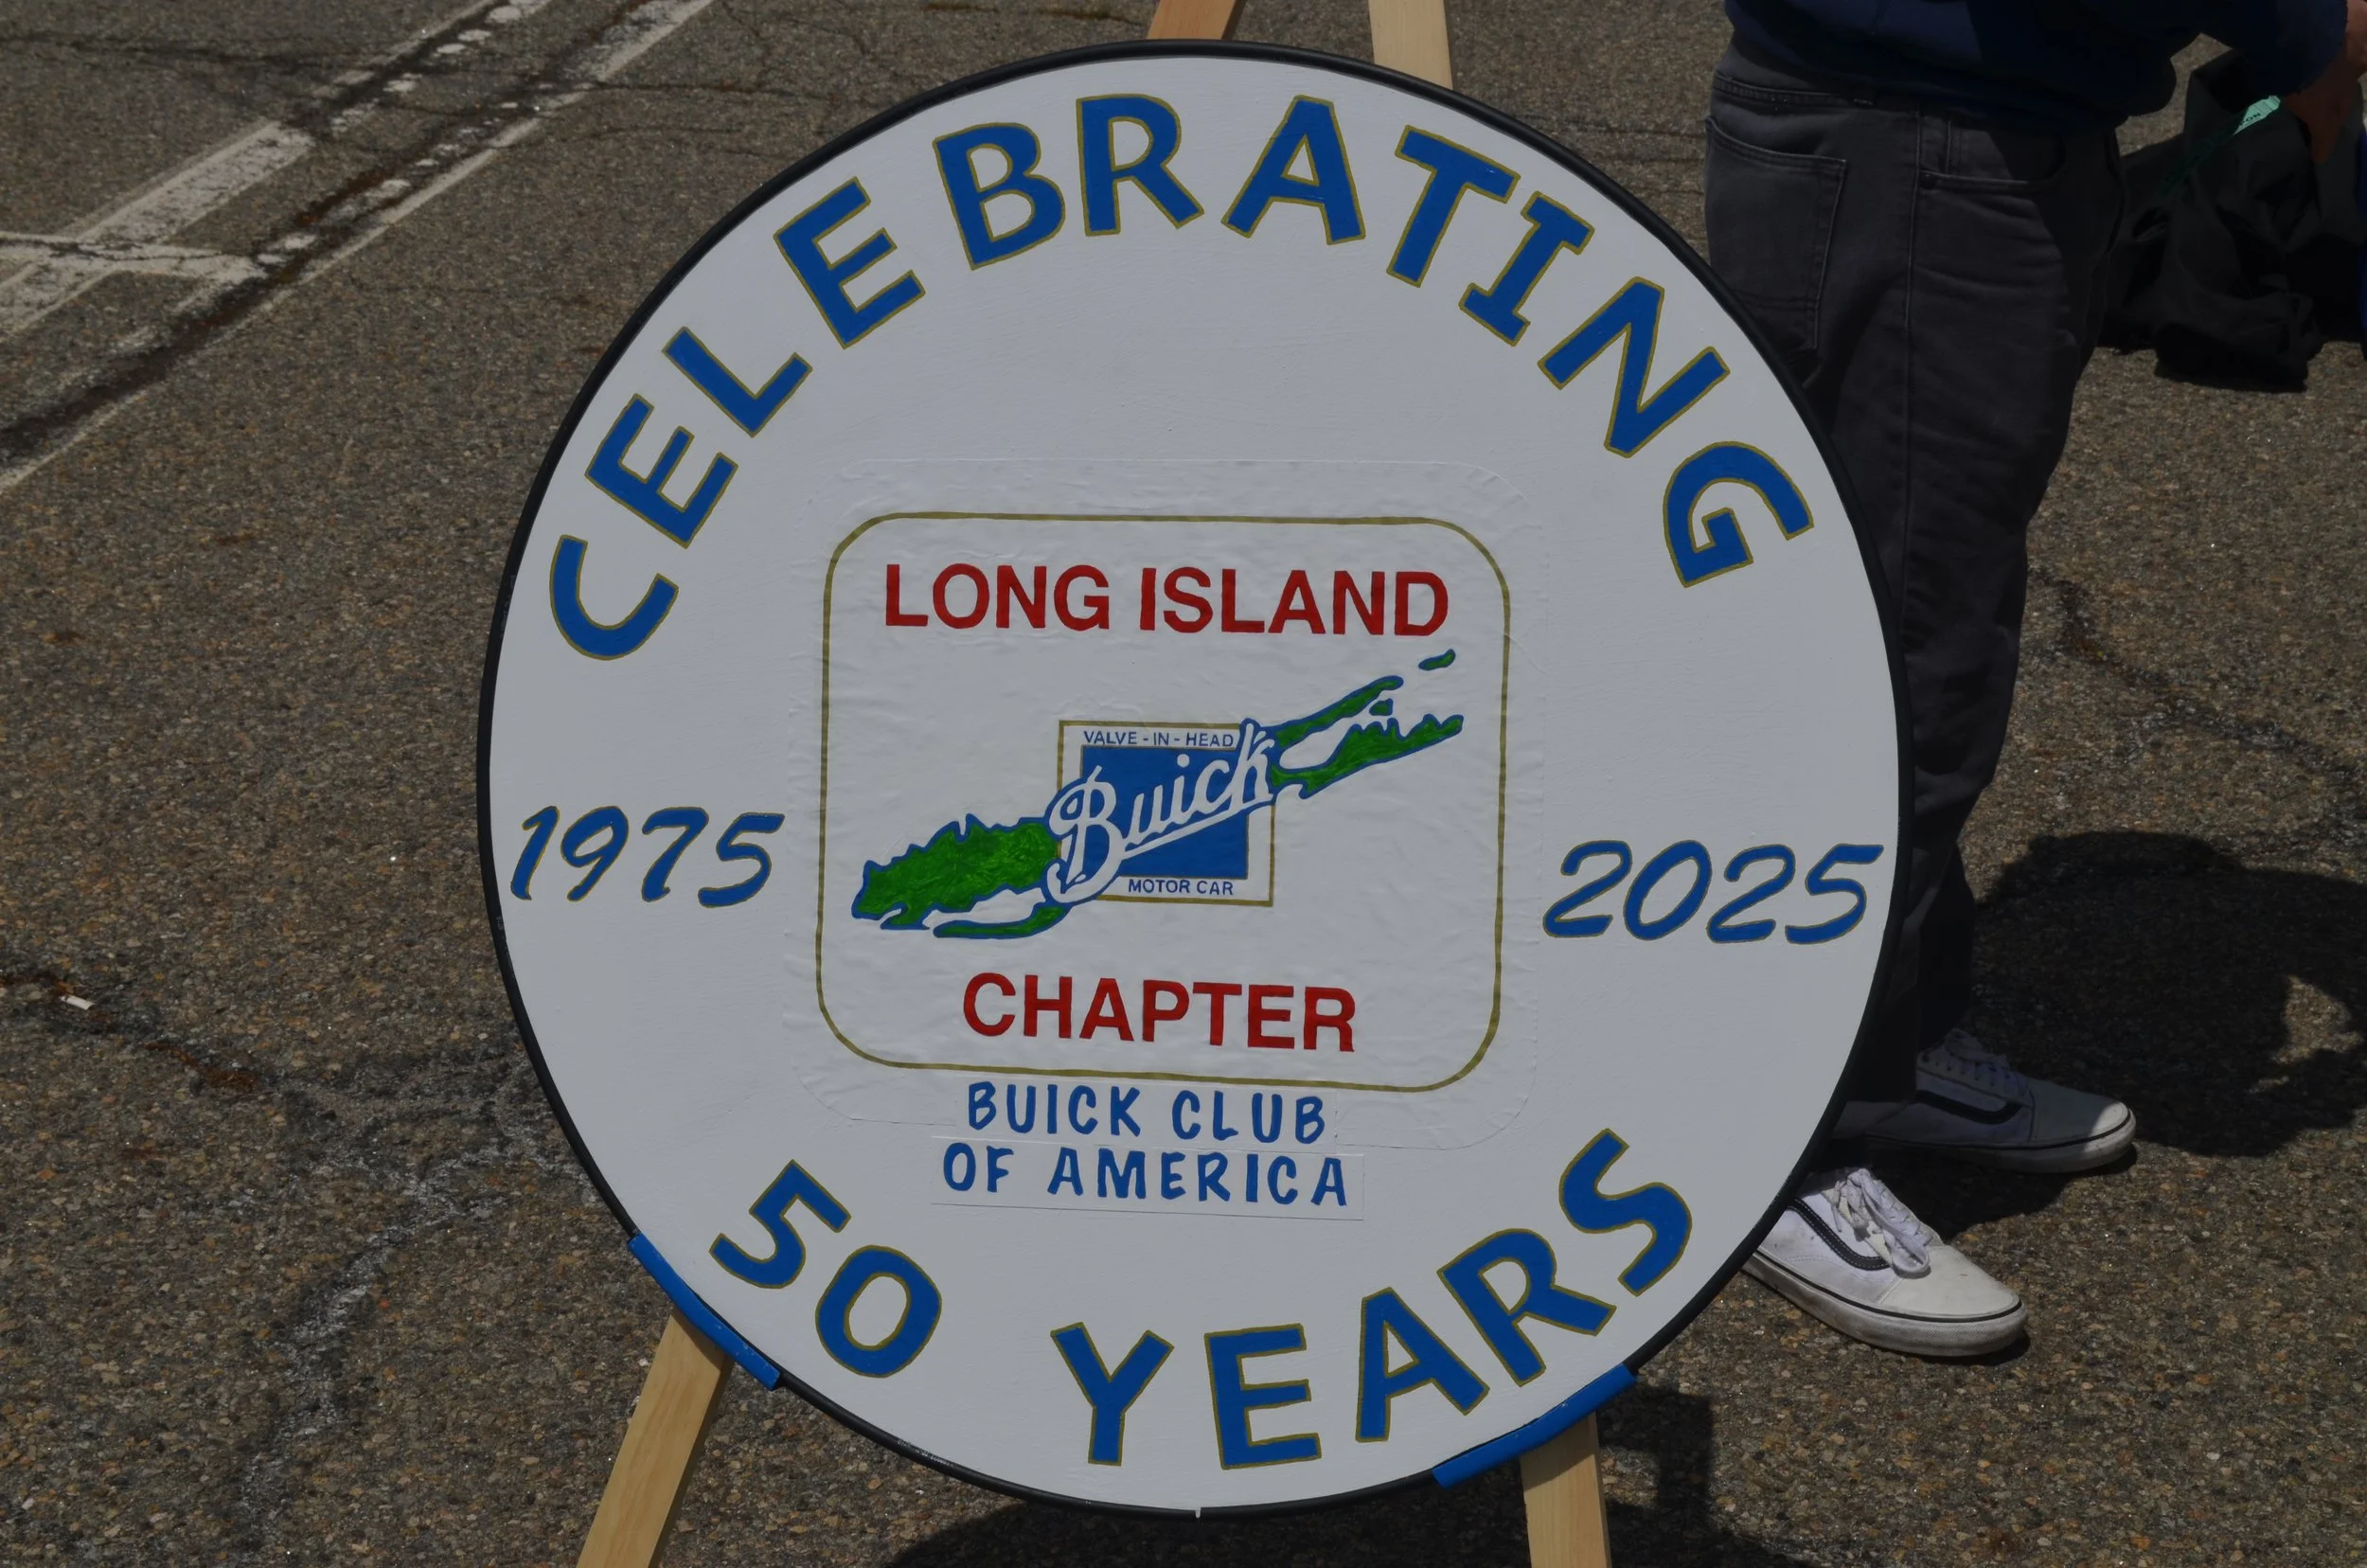 CELEBRATING
LONG ISLAND
VALVE-IN-HEAD
Buick
MOTOR CAR
1975
2025
CHAPTER
BUICK CLUB
OF AMERICA
50 YEARS